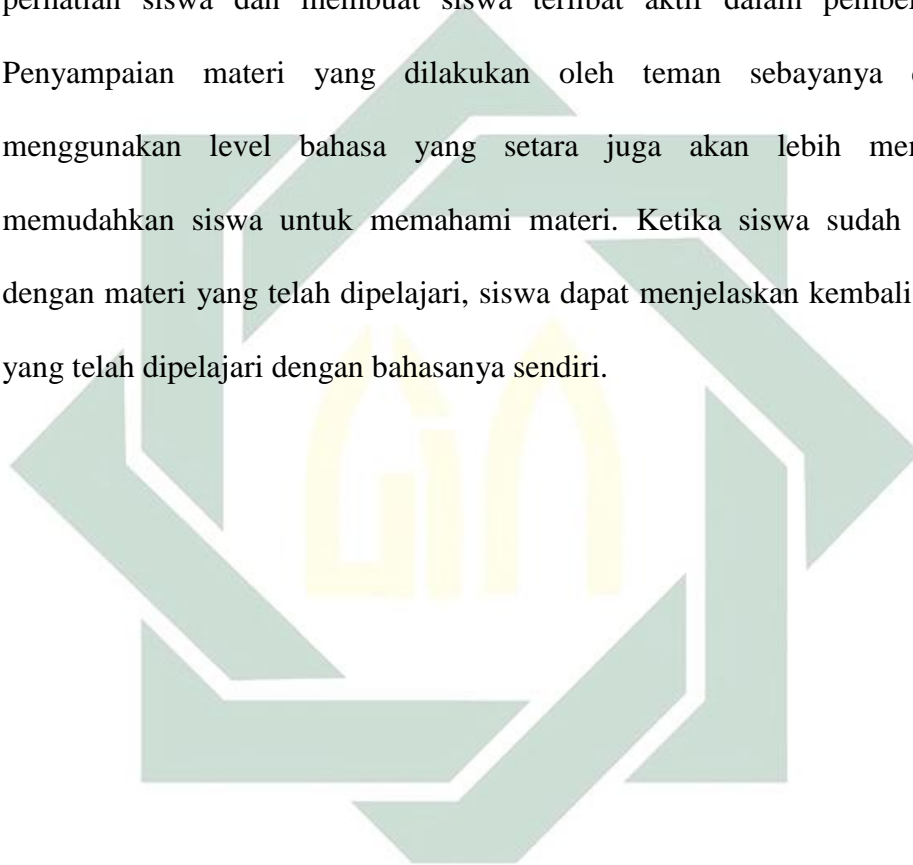 perhatian siswa dan membuat siswa terlibat aktif dalam
Penyampaian materi yang dilakukan oleh teman sebayanya
menggunakan level bahasa yang setara juga akan lebih
memudahkan siswa untuk memahami materi. Ketika siswa sudah
dengan materi yang telah dipelajari, siswa dapat menjelaskan kembali
yang telah dipelajari dengan bahasanya sendiri.